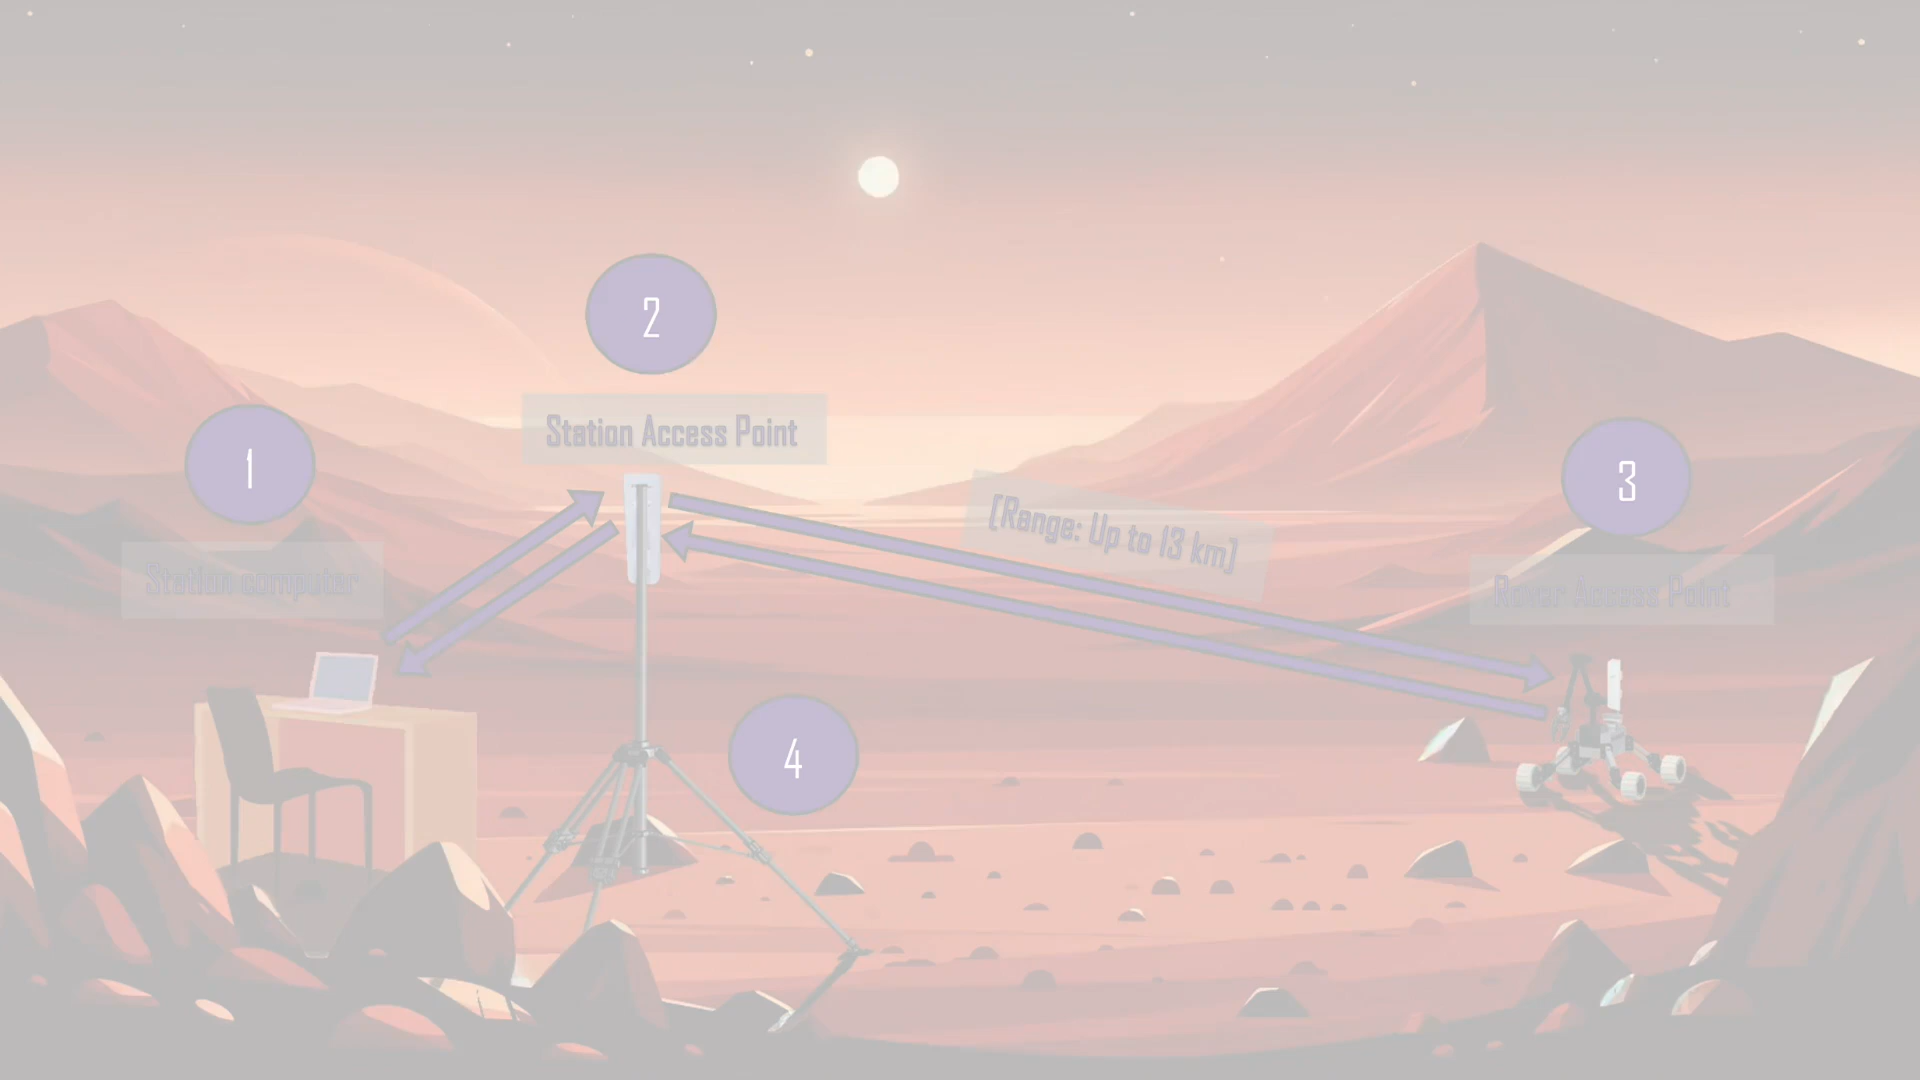 2
Station Access Point
1
Station computer
[Range: Up to 13 km]
3
Rover Access Point
4